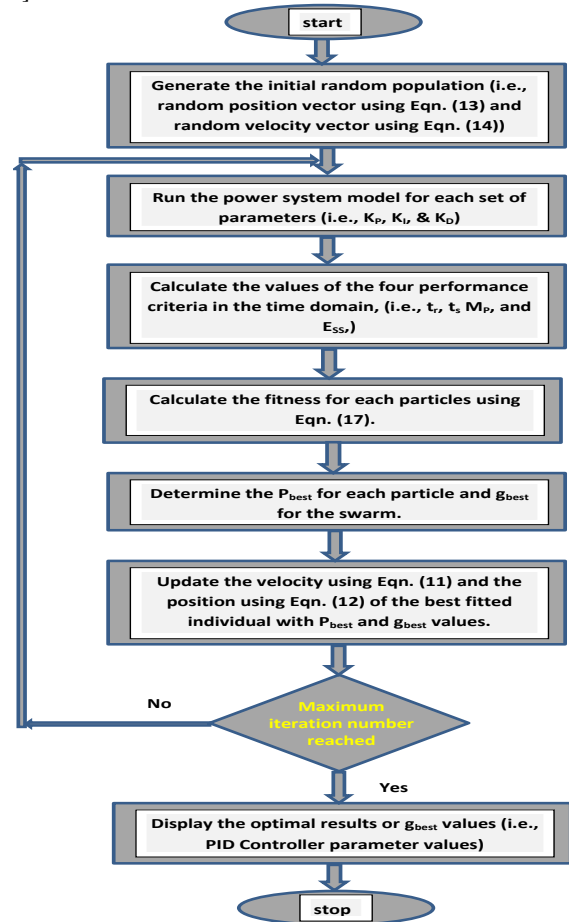 ]
start
Generate the initial random population (i.e.,
random position vector using Eqn. (13) and
random velocity vector using Eqn. (14))
Run the power system model for each set of
parameters (i.e., KP, KI, & KD)
Calculate the values of the four performance
criteria in the time domain, (i.e., tr, ts MP, and
ESS,)
Calculate the fitness for each particles using
Eqn. (17).
Determine the Pbest for each particle and gbest
for the swarm.
Update the velocity using Eqn. (11) and the
position using Eqn. (12) of the best fitted
individual with Pbest and gbest values.
No
Maximum
iteration number
reached
Yes
Display the optimal results or gbest values (i.e.,
PID Controller parameter values)
stop